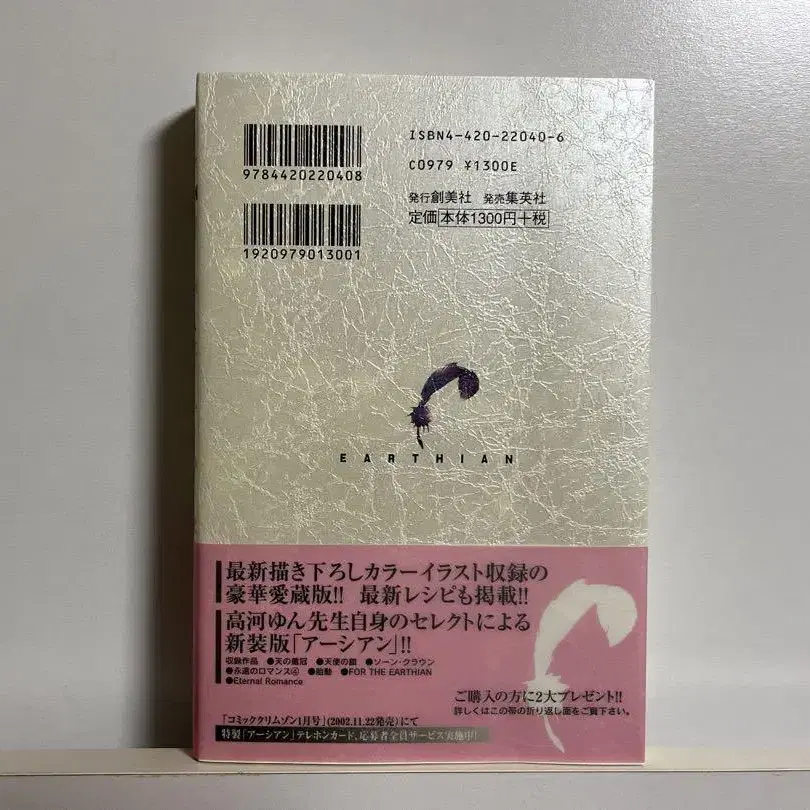 9784420220408
1920979013001
ISBN4-420-22040-6
C0979 ¥1300E
発行創美社 発売集英社
定価本体1300円+税
EARTHIAN
最新描き下ろしカラーイラスト収録の
豪華愛蔵版!! 最新レシピも掲載!!
高河ゆん先生自身のセレクトによる
新装版「アーシアン」!!
収録作品 ●天の戴冠 ●天使の鎖 ●ソーン・クラウン
●永遠のロマンス④ ●胎動 ●FOR THE EARTHIAN
●Eternal Romance
ご購入の方に2大プレゼント!!
詳しくはこの帯の折り返し面をご覧下さい。
「コミッククリムゾン1月号」(2002.11.22発売)にて
特製「アーシアン」テレホンカード、応募者全員サービス実施中!!